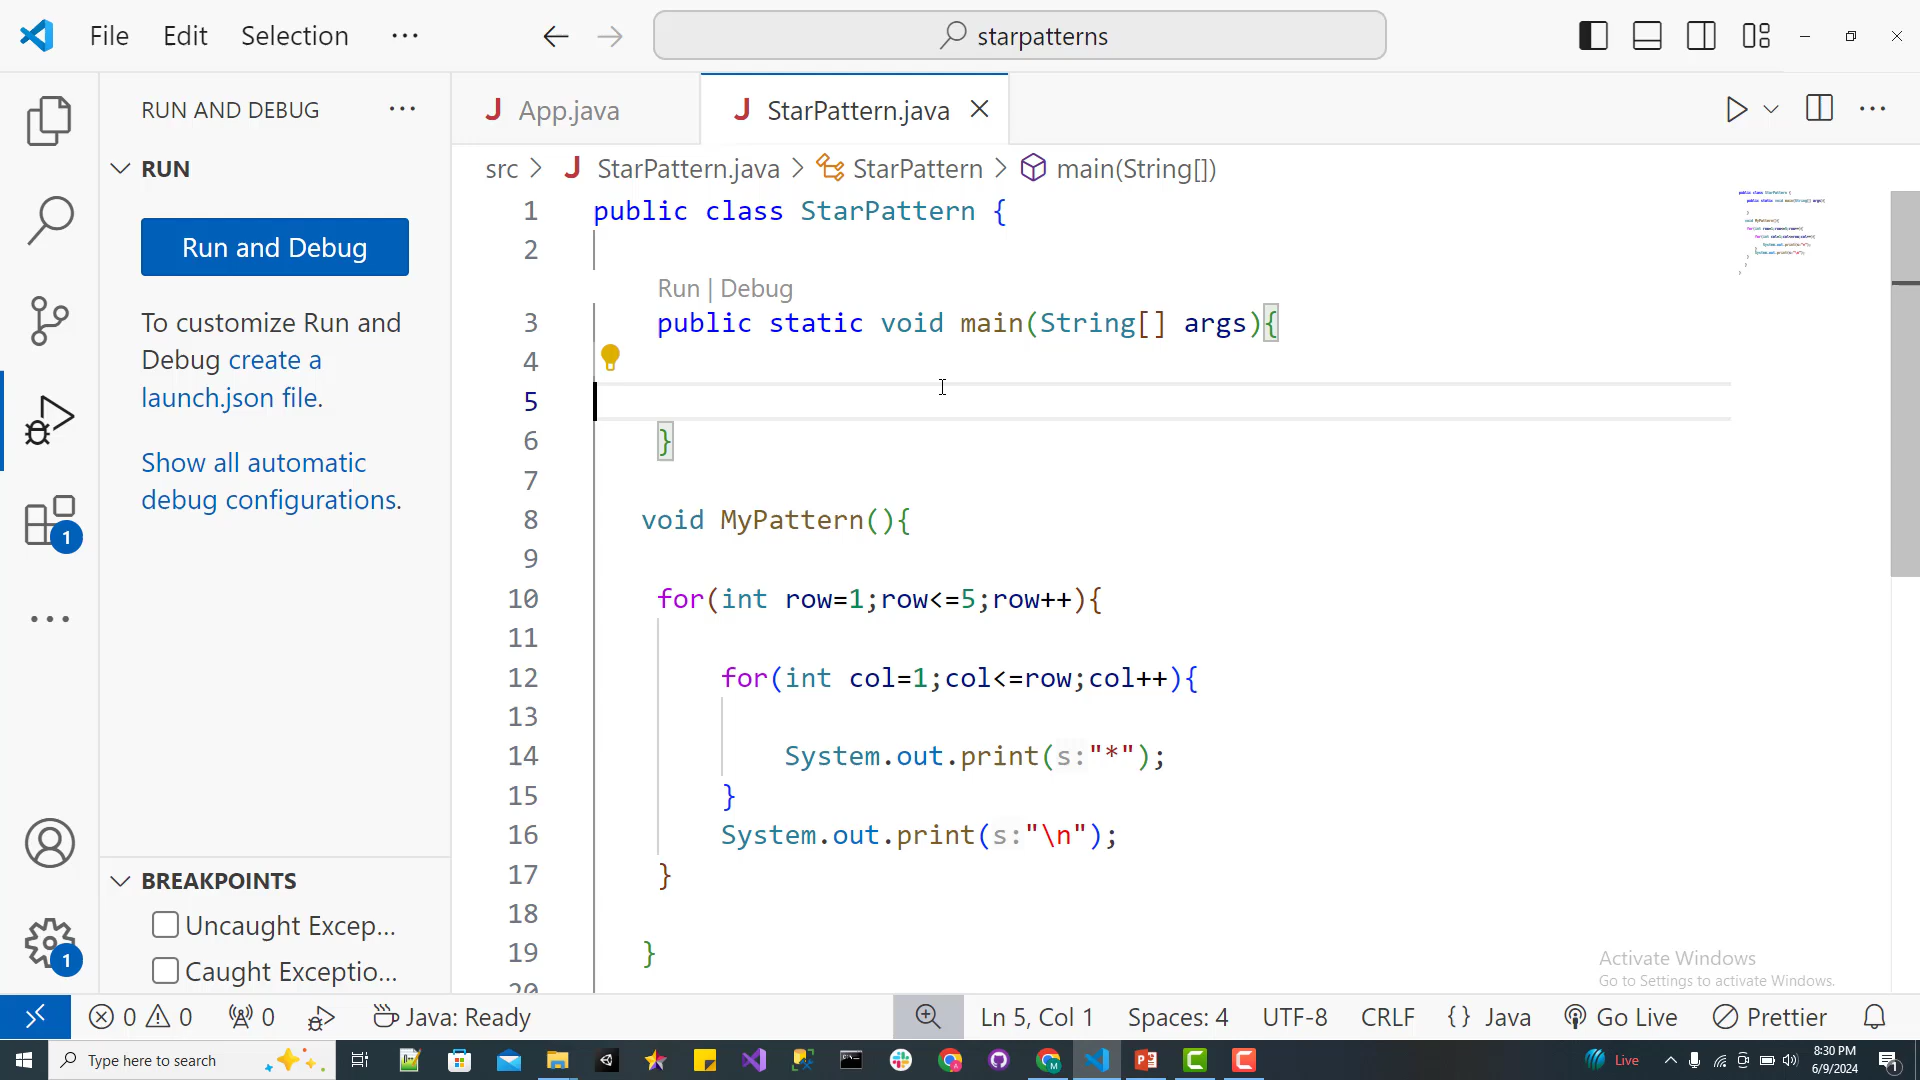 File Edit Selection ···
starpatterns
RUN AND DEBUG ···
RUN
Run and Debug
To customize Run and
Debug create a
launch.json file.
Show all automatic
debug configurations.
BREAKPOINTS
Uncaught Excep...
Caught Exceptio...
App.java
StarPattern.java
src > StarPattern.java > StarPattern > main(String[])
1 public class StarPattern {
2
Run | Debug
3 public static void main(String[] args){
4
5
6 }
7
8 void MyPattern(){
9
10 for(int row=1;row<=5;row++){
11
12 for(int col=1;col<=row;col++){
13
14 System.out.print(s:"*");
15 }
16 System.out.print(s:"\n");
17 }
18
19 }
20
Activate Windows
Go to Settings to activate Windows.
1
1
0 0 0 Java: Ready Ln 5, Col 1 Spaces: 4 UTF-8 CRLF {} Java Go Live Prettier
Type here to search
Live
8:30 PM
6/9/2024
1